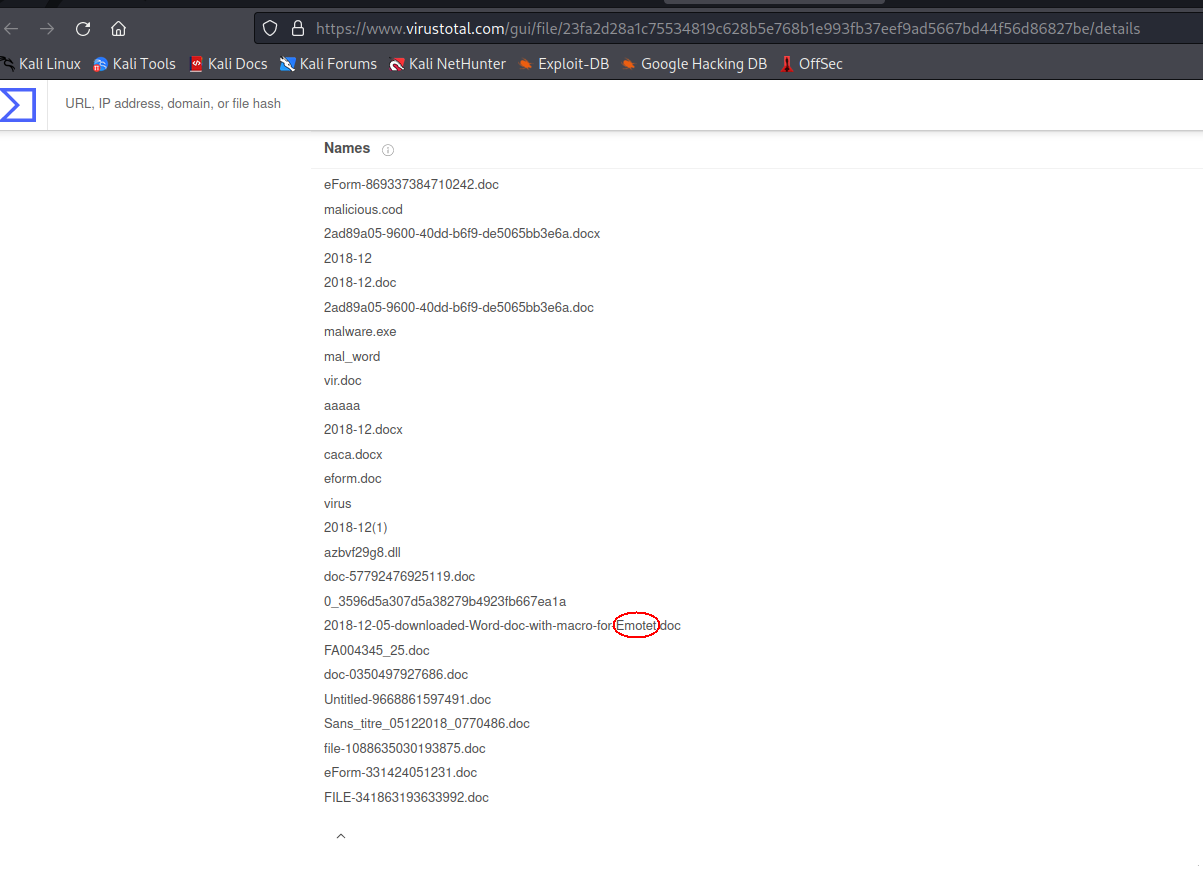 https://www.virustotal.com/gui/file/23fa2d28a1c75534819c628b5e768b1e993fb37eef9ad5667bd44f56d86827be/details
Kali Linux Kali Tools Kali Docs Kali Forums Kali NetHunter Exploit-DB Google Hacking DB OffSec
URL, IP address, domain, or file hash
Names
eForm-869337384710242.doc
malicious.cod
2ad89a05-9600-40dd-b6f9-de5065bb3e6a.docx
2018-12
2018-12.doc
2ad89a05-9600-40dd-b6f9-de5065bb3e6a.doc
malware.exe
mal_word
vir.doc
aaaaa
2018-12.docx
caca.docx
eform.doc
virus
2018-12(1)
azbvf29g8.dll
doc-57792476925119.doc
0_3596d5a307d5a38279b4923fb667ea1a
2018-12-05-downloaded-Word-doc-with-macro-for-Emotet.doc
FA004345_25.doc
doc-0350497927686.doc
Untitled-9668861597491.doc
Sans_titre_05122018_0770486.doc
file-1088635030193875.doc
eForm-331424051231.doc
FILE-341863193633992.doc